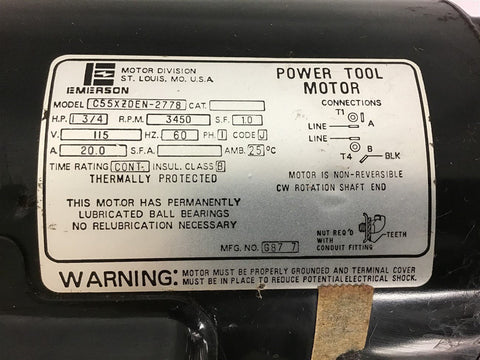 MOTOR DIVISION
ST. LOUIS, MO. U.S.A.
EMERSON
MODEL C55XZDEN-2778 CAT.
H.P. 1 3/4 R.P.M. 3450 S.F. 1.0
V. 115 HZ. 60 PH. 1 CODE J
A. 20.0 S.F.A. AMB. 25 °C
TIME RATING CONT. INSUL. CLASS B
THERMALLY PROTECTED
THIS MOTOR HAS PERMANENTLY
LUBRICATED BALL BEARINGS
NO RELUBRICATION NECESSARY
POWER TOOL
MOTOR
CONNECTIONS
T1
A
LINE
LINE
B
T4
BLK
MOTOR IS NON-REVERSIBLE
CW ROTATION SHAFT END
NUT REQ'D
WITH
CONDUIT FITTING
TEETH
MFG. NO. G87 7
WARNING: MOTOR MUST BE PROPERLY GROUNDED AND TERMINAL COVER
MUST BE IN PLACE TO REDUCE POTENTIAL ELECTRICAL SHOCK.